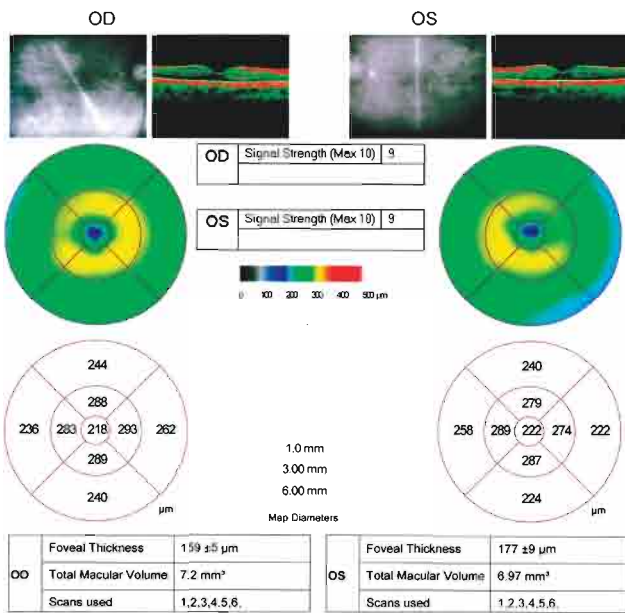 OD OS
OD Signal Strength (Max 10) 9
OS Signal Strength (Max 10) 9
0 100 200 300 400 500 µm
244
288
236 283 218 293 262
289
240
µm
240
279
258 289 222 274 222
287
224
µm
1.0 mm
3.00 mm
6.00 mm
Map Diameters
OD
Foveal Thickness 159 ±5 µm
Total Macular Volume 7.2 mm³
Scans used 1,2,3,4,5,6,
OS
Foveal Thickness 177 ±9 µm
Total Macular Volume 6.97 mm³
Scans used 1,2,3,4,5,6,